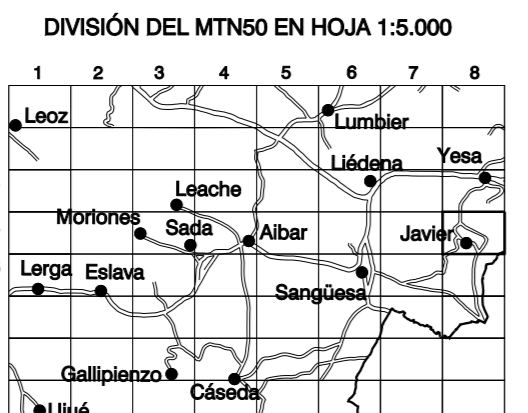 DIVISIÓN DEL MTN50 EN HOJA 1:5.000
1 2 3 4 5 6 7 8
Leoz
Lumbier
Liédena
Yesa
Leache
Moriones
Sada
Aibar
Javier
Lerga
Eslava
Sangüesa
Gallipienzo
Cáseda
Ujué